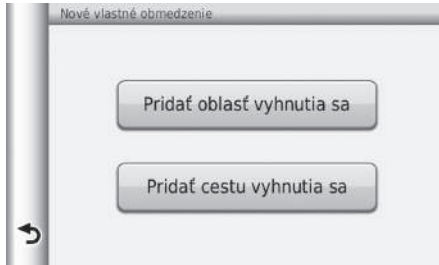 Nové vlastné obmedzenie
Pridať oblasť vyhnutia sa
Pridať cestu vyhnutia sa